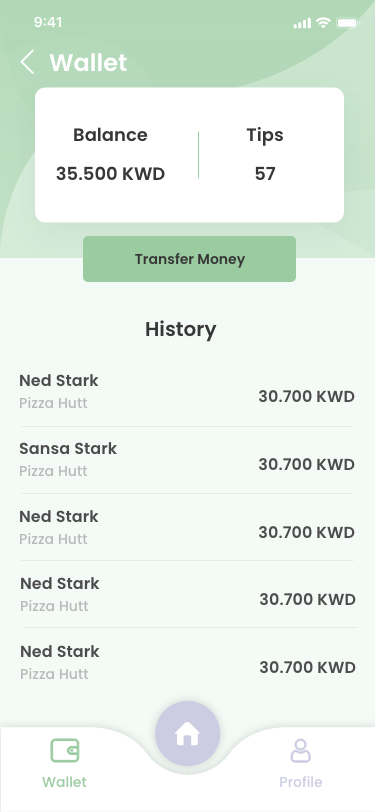 9:41
Wallet
Balance Tips
35.500 KWD 57
Transfer Money
History
Ned Stark
Pizza Hutt
30.700 KWD
Sansa Stark
Pizza Hutt
30.700 KWD
Ned Stark
Pizza Hutt
30.700 KWD
Ned Stark
Pizza Hutt
30.700 KWD
Ned Stark
Pizza Hutt
30.700 KWD
Wallet Profile